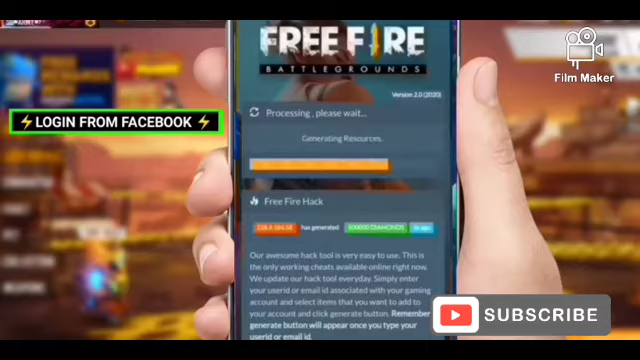 FREE FIRE
BATTLEGROUNDS
Version 2.0 (2020)
Film Maker
⚡LOGIN FROM FACEBOOK ⚡
Processing , please wait...
Generating Resources.
Free Fire Hack
has generated
DIAMONDS
Our awesome hack tool is very easy to use. This is
the only working cheats available online right now.
We update our hack tool everyday. Simply enter
your userid or email id associated with your gaming
account and select items that you want to add to
your account and click generate button. Remember
generate button will appear once you type your
userid or email id.
SUBSCRIBE